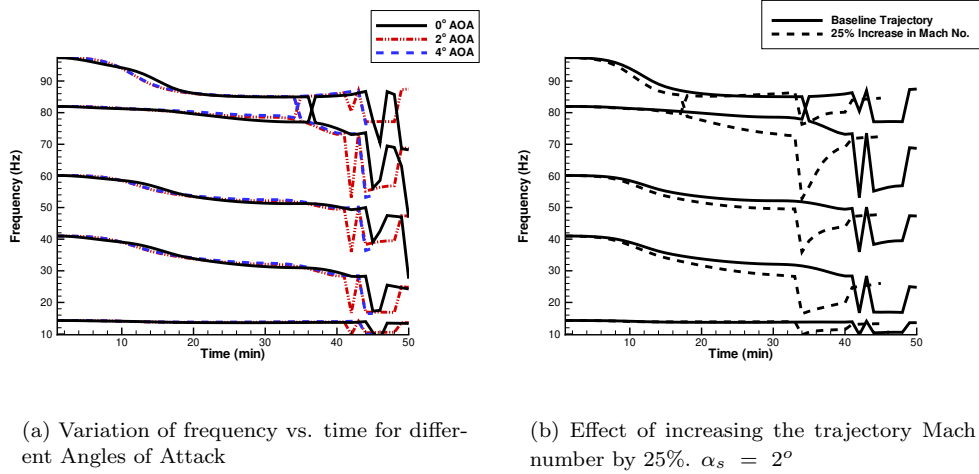 0° AOA
2° AOA
4° AOA
Frequency (Hz)
90
80
70
60
50
40
30
20
10
10
20
30
40
50
Time (min)
Baseline Trajectory
25% Increase in Mach No.
Frequency (Hz)
90
80
70
60
50
40
30
20
10
10
20
30
40
50
Time (min)
(a) Variation of frequency vs. time for differ-
ent Angles of Attack
(b) Effect of increasing the trajectory Mach
number by 25%. αs = 2o